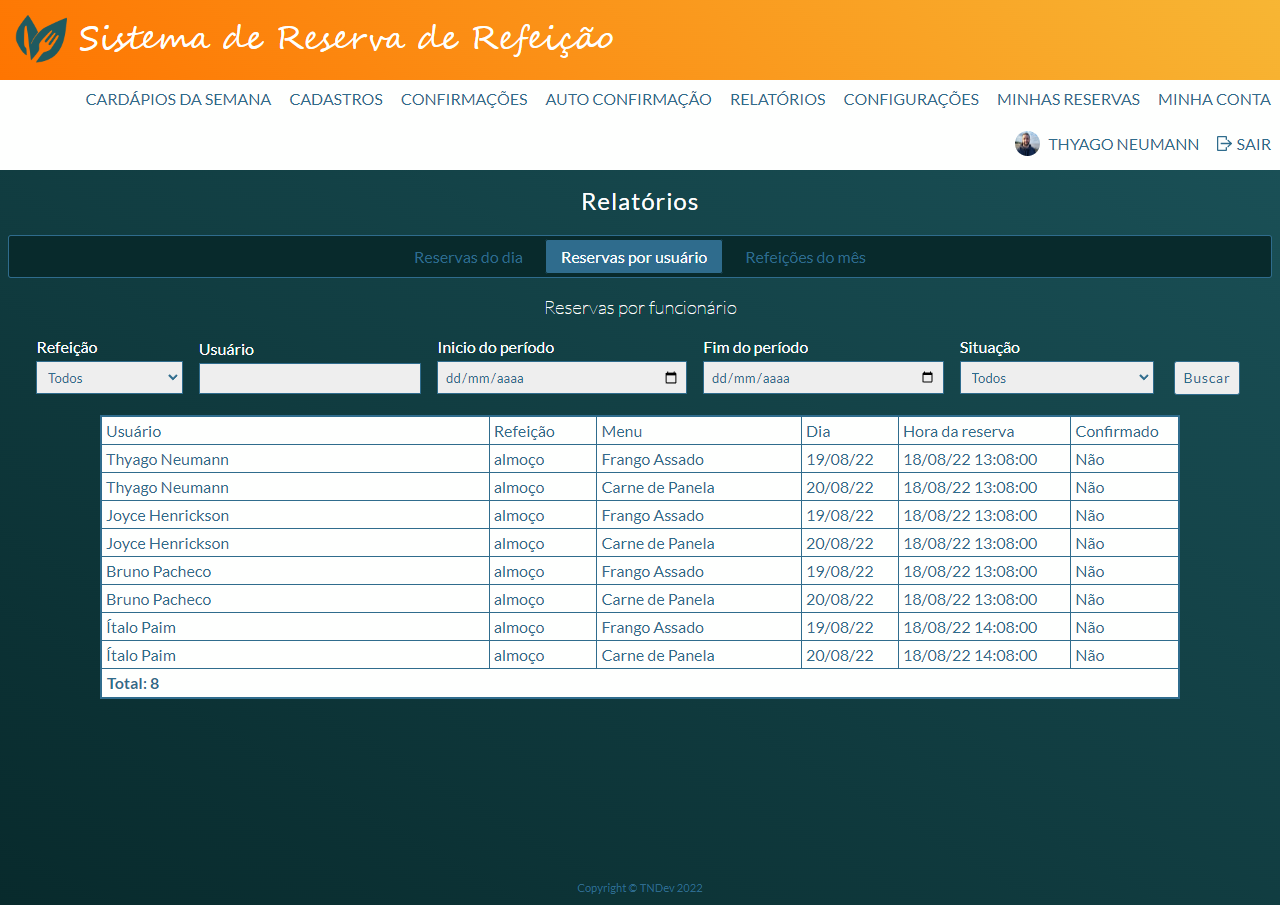 Sistema de Reserva de Refeição
CARDÁPIOS DA SEMANA CADASTROS CONFIRMAÇÕES AUTO CONFIRMAÇÃO RELATÓRIOS CONFIGURAÇÕES MINHAS RESERVAS MINHA CONTA
THYAGO NEUMANN SAIR
Relatórios
Reservas do dia Reservas por usuário Refeições do mês
Reservas por funcionário
Refeição Usuário Inicio do período Fim do período Situação
Todos dd/mm/aaaa dd/mm/aaaa Todos Buscar
Usuário Refeição Menu Dia Hora da reserva Confirmado
Thyago Neumann almoço Frango Assado 19/08/22 18/08/22 13:08:00 Não
Thyago Neumann almoço Carne de Panela 20/08/22 18/08/22 13:08:00 Não
Joyce Henrickson almoço Frango Assado 19/08/22 18/08/22 13:08:00 Não
Joyce Henrickson almoço Carne de Panela 20/08/22 18/08/22 13:08:00 Não
Bruno Pacheco almoço Frango Assado 19/08/22 18/08/22 13:08:00 Não
Bruno Pacheco almoço Carne de Panela 20/08/22 18/08/22 13:08:00 Não
Ítalo Paim almoço Frango Assado 19/08/22 18/08/22 14:08:00 Não
Ítalo Paim almoço Carne de Panela 20/08/22 18/08/22 14:08:00 Não
Total: 8
Copyright © TNDev 2022